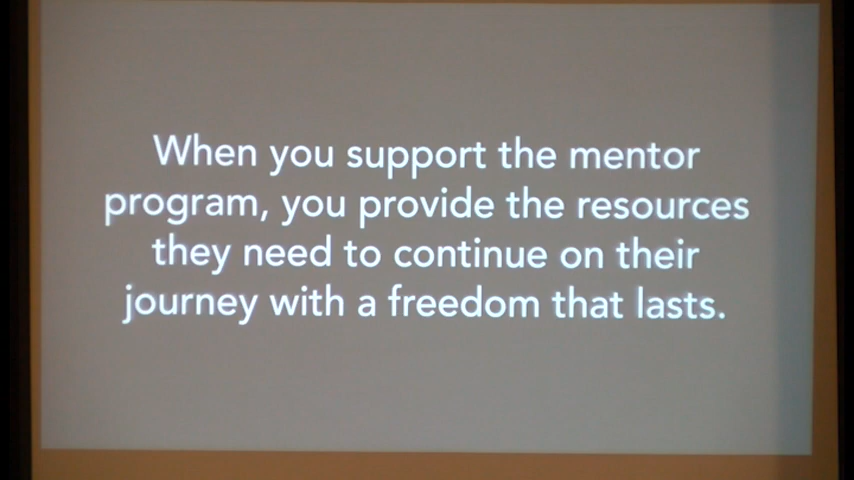 When you support the mentor
program, you provide the resources
they need to continue on their
journey with a freedom that lasts.